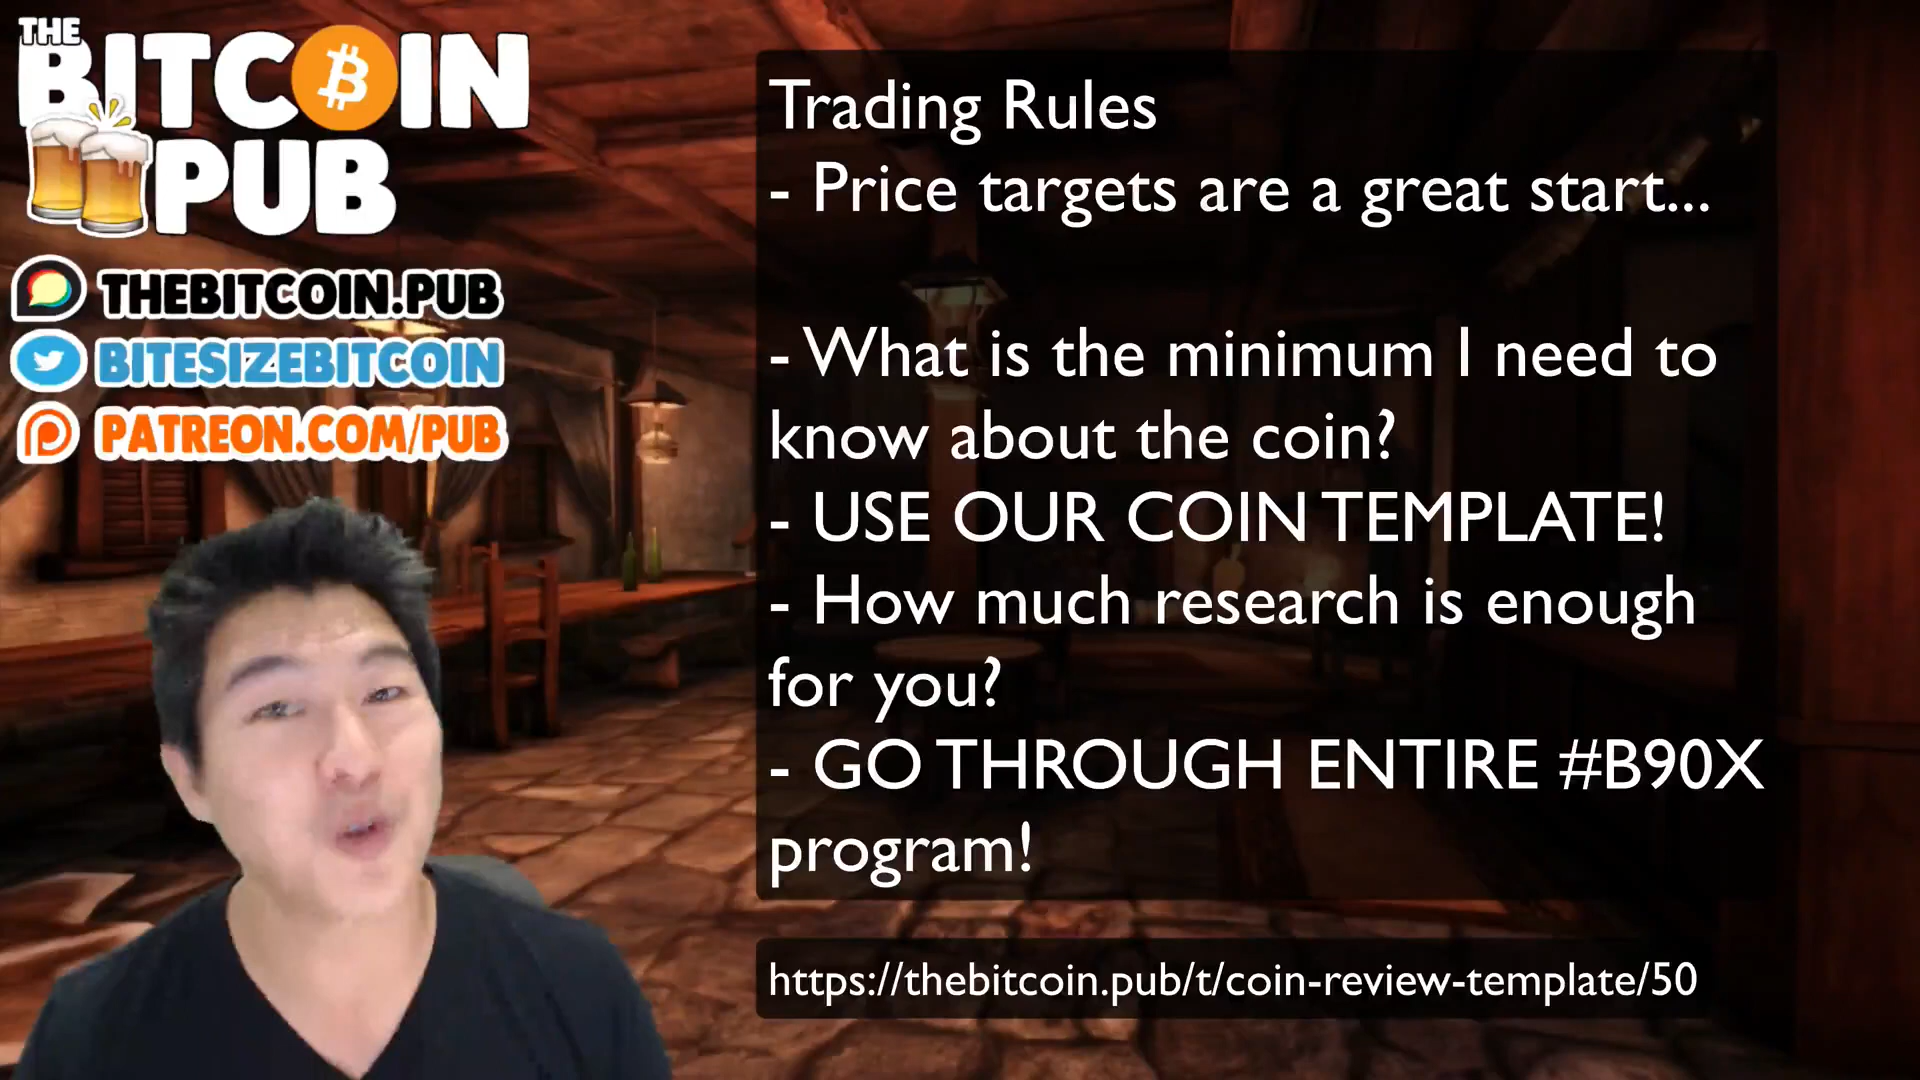 THE
BITCOIN
PUB
THEBITCOIN.PUB
BITESIZEBITCOIN
PATREON.COM/PUB
Trading Rules
- Price targets are a great start...
- What is the minimum I need to
know about the coin?
- USE OUR COIN TEMPLATE!
- How much research is enough
for you?
- GO THROUGH ENTIRE #B90X
program!
https://thebitcoin.pub/t/coin-review-template/50